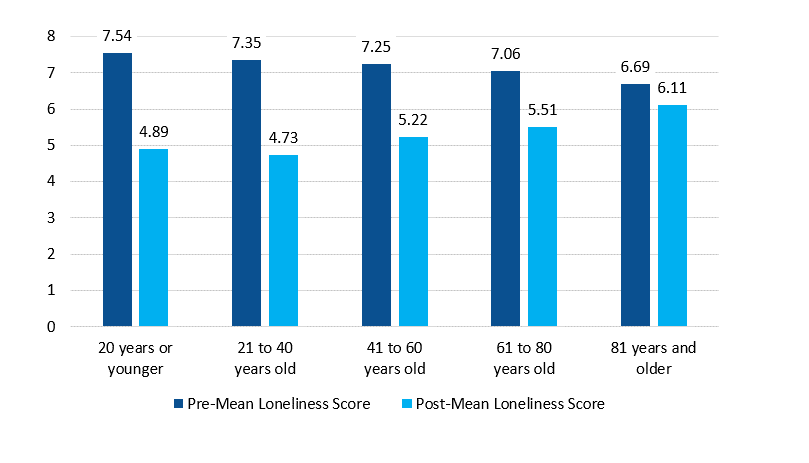 8
7
6
5
4
3
2
1
0
7.54
4.89
7.35
4.73
7.25
5.22
7.06
5.51
6.69
6.11
20 years or
younger
21 to 40
years old
41 to 60
years old
61 to 80
years old
81 years and
older
Pre-Mean Loneliness Score
Post-Mean Loneliness Score